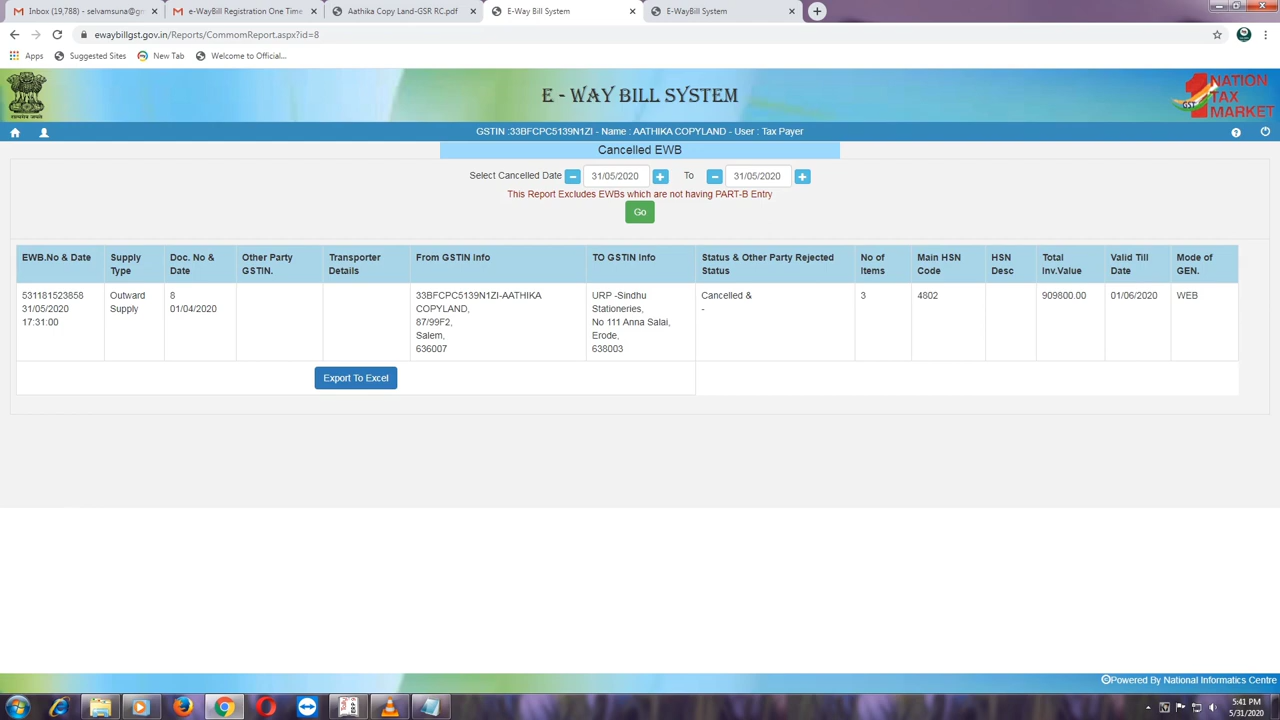 Inbox (19,788) - selvamsuna@g
e-WayBill Registration One Time
Aathika Copy Land-GSR RC.pdf
E-Way Bill System
E-WayBill System
ewaybillgst.gov.in/Reports/CommomReport.aspx?id=8
Apps
Suggested Sites
New Tab
Welcome to Official...
E - WAY BILL SYSTEM
NATION
TAX
MARKET
GST
GSTIN :33BFCPC5139N1ZI - Name : AATHIKA COPYLAND - User : Tax Payer
Cancelled EWB
Select Cancelled Date
31/05/2020
To
31/05/2020
This Report Excludes EWBs which are not having PART-B Entry
Go
EWB.No & Date
Supply
Type
Doc. No &
Date
Other Party
GSTIN.
Transporter
Details
From GSTIN Info
TO GSTIN Info
Status & Other Party Rejected
Status
No of
Items
Main HSN
Code
HSN
Desc
Total
Inv.Value
Valid Till
Date
Mode of
GEN.
531181523858
31/05/2020
17:31:00
Outward
Supply
8
01/04/2020
33BFCPC5139N1ZI-AATHIKA
COPYLAND,
87/99F2,
Salem,
636007
URP -Sindhu
Stationeries,
No 111 Anna Salai,
Erode,
638003
Cancelled &
-
3
4802
909800.00
01/06/2020
WEB
Export To Excel
Powered By National Informatics Centre
5:41 PM
5/31/2020